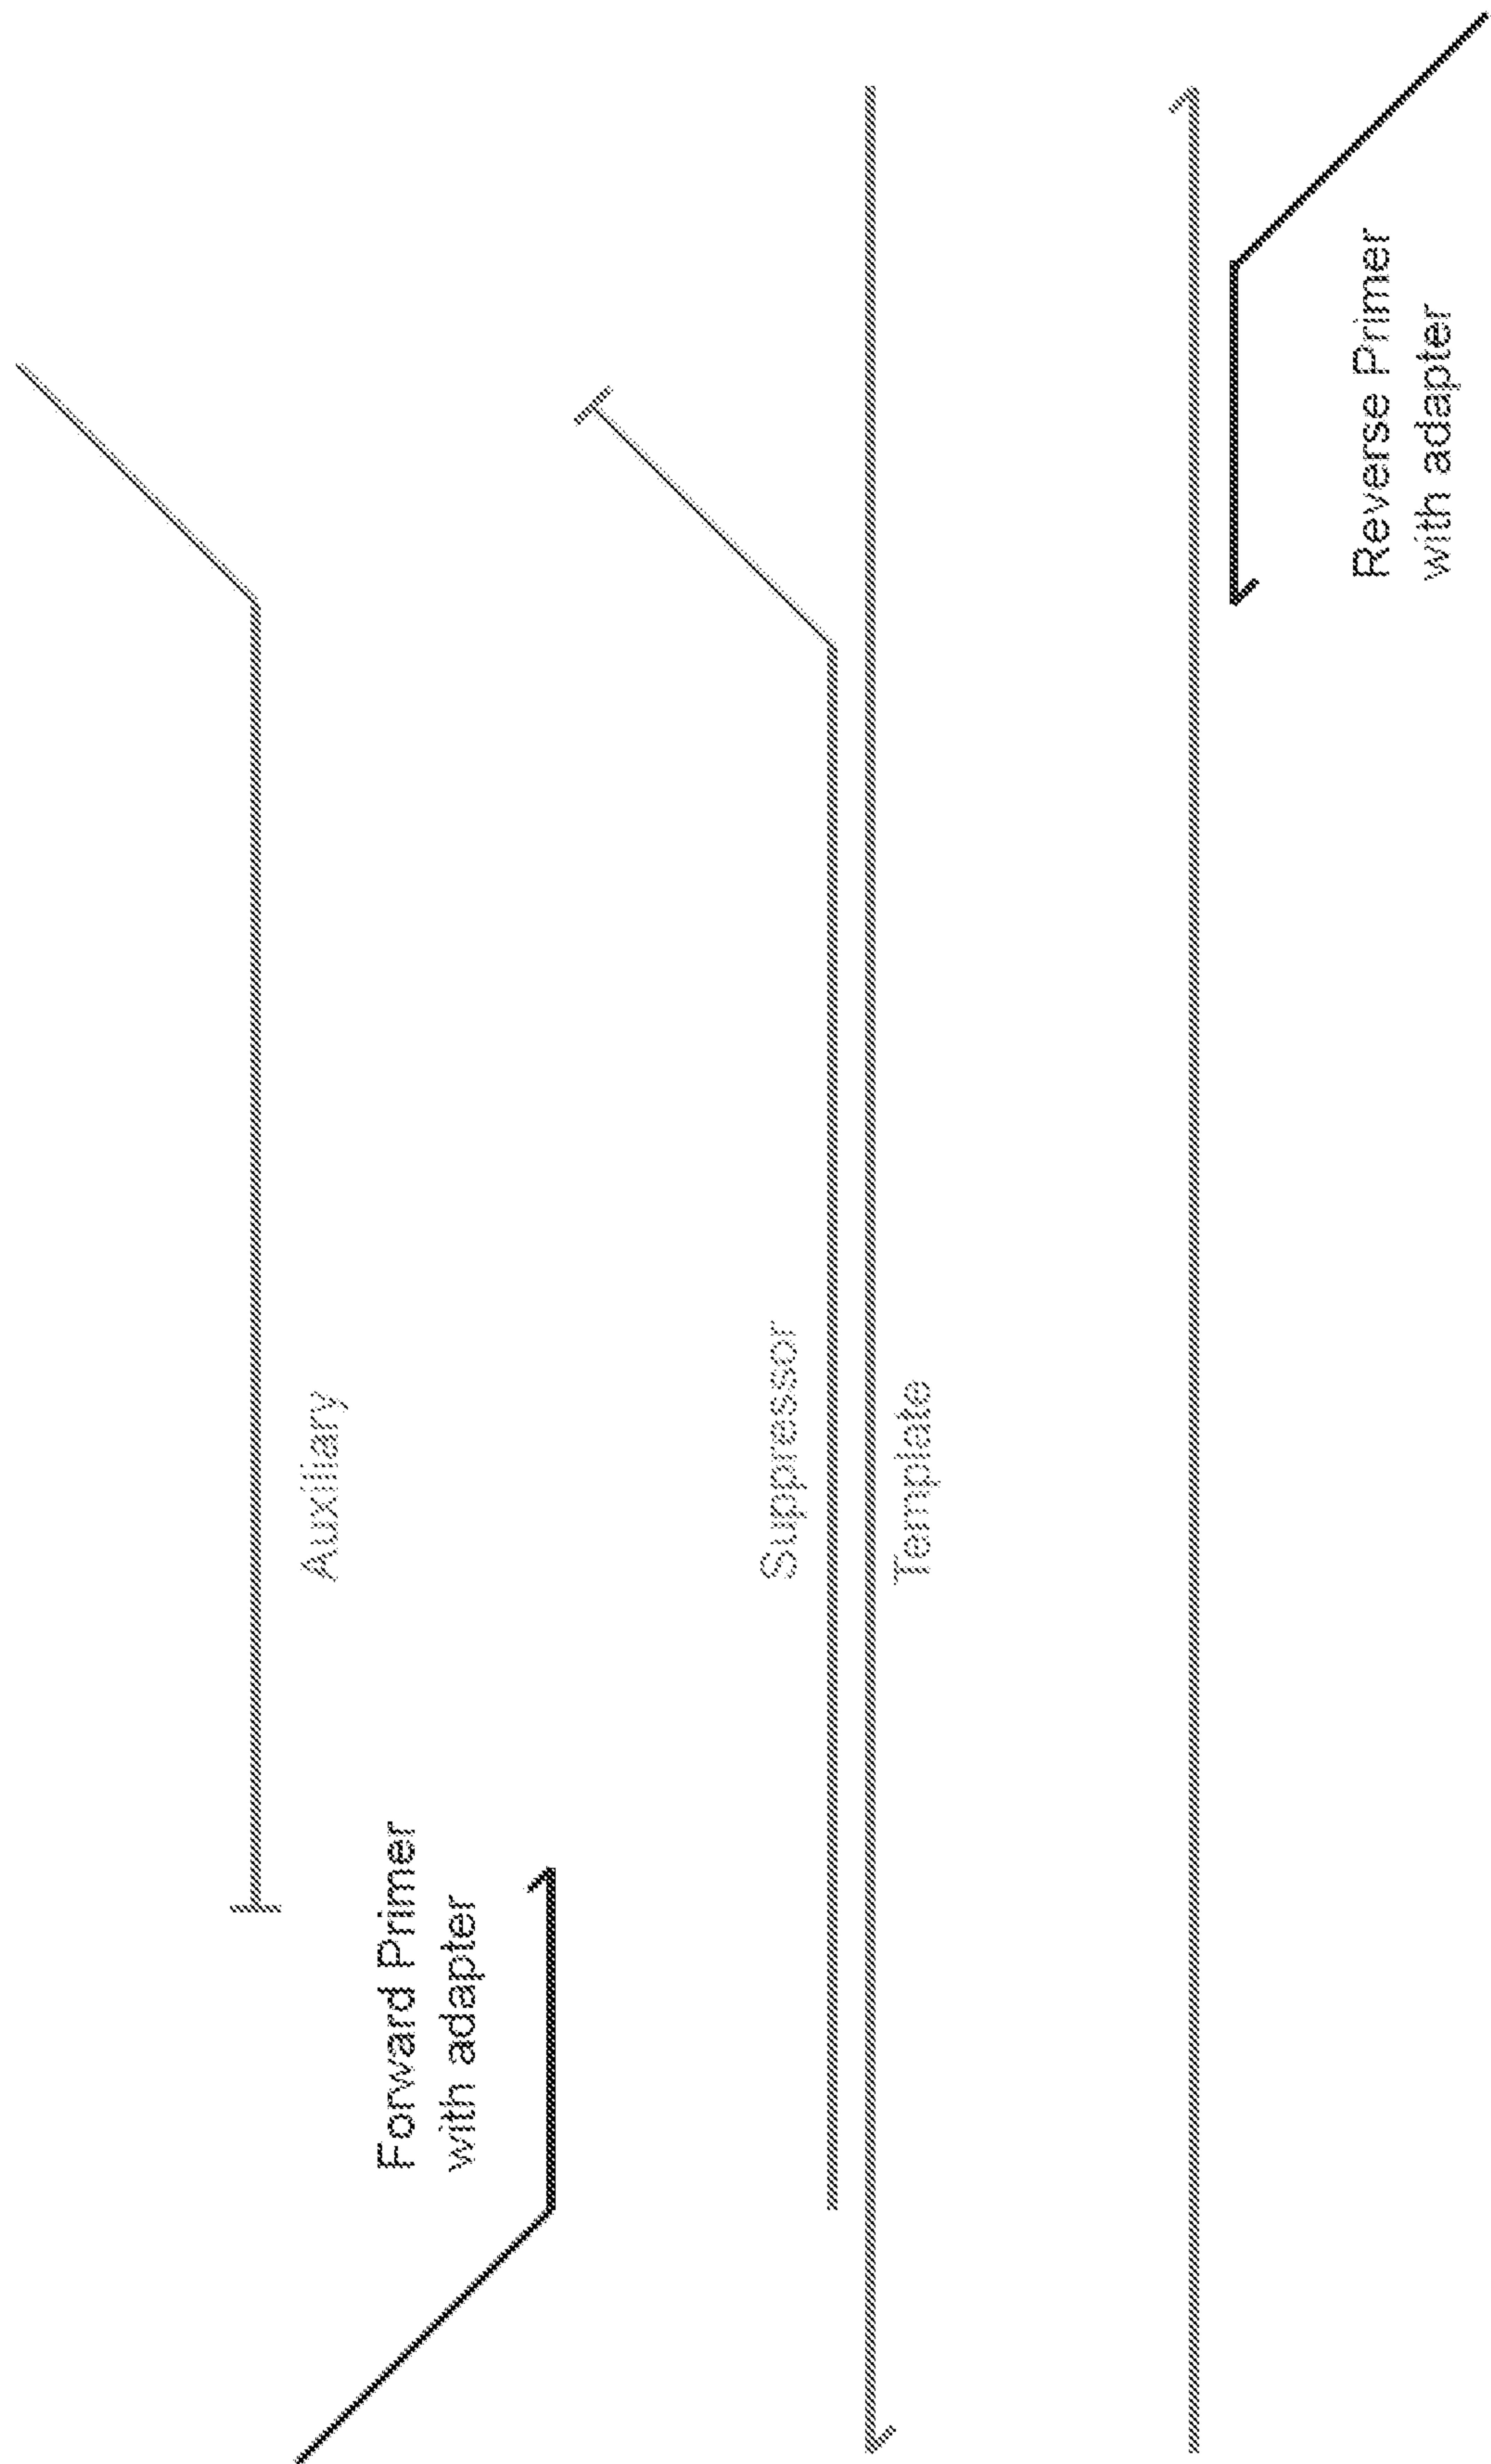 Auxiliary
Forward Primer
with adapter
Suppressor
Template
Reverse Primer
with adapter